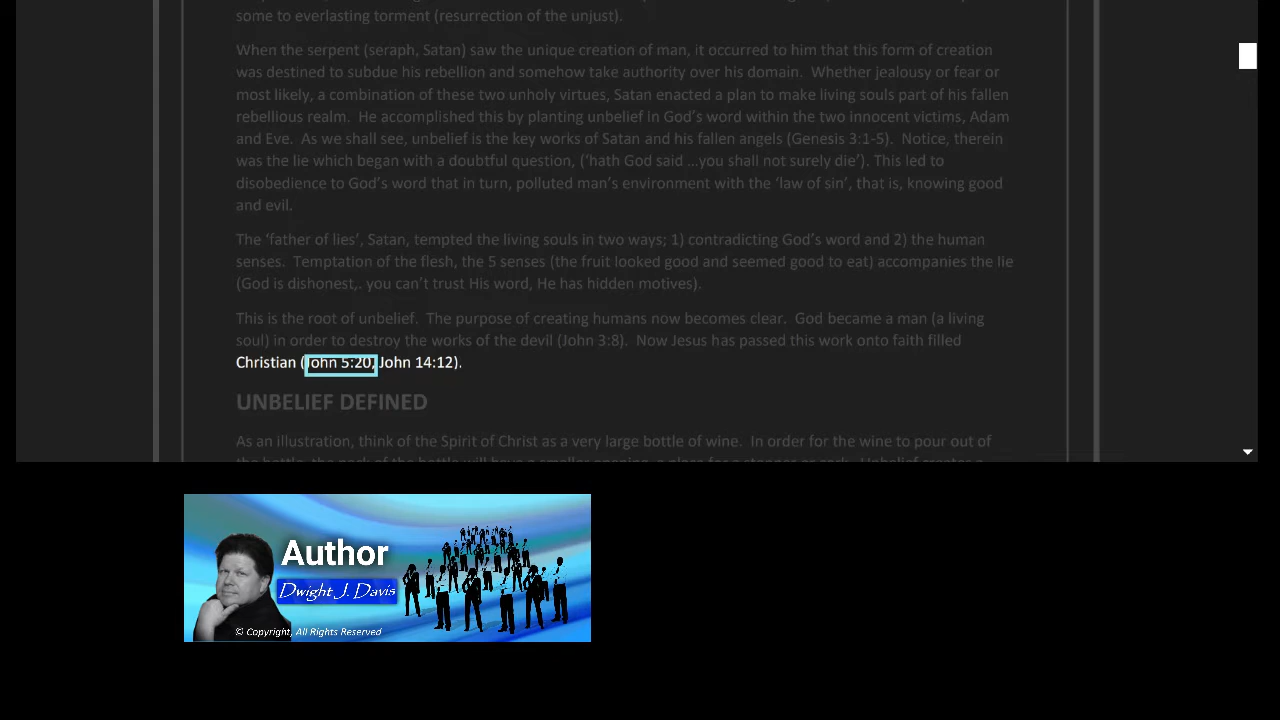 some to everlasting torment (resurrection of the unjust).
When the serpent (seraph, Satan) saw the unique creation of man, it occurred to him that this form of creation
was destined to subdue his rebellion and somehow take authority over his domain.  Whether jealousy or fear or
most likely, a combination of these two unholy virtues, Satan enacted a plan to make living souls part of his fallen
rebellious realm.  He accomplished this by planting unbelief in God’s word within the two innocent victims, Adam
and Eve.  As we shall see, unbelief is the key works of Satan and his fallen angels (Genesis 3:1-5).  Notice, therein
was the lie which began with a doubtful question, (‘hath God said …you shall not surely die’). This led to
disobedience to God’s word that in turn, polluted man’s environment with the ‘law of sin’, that is, knowing good
and evil.
The ‘father of lies’, Satan, tempted the living souls in two ways; 1) contradicting God’s word and 2) the human
senses.  Temptation of the flesh, the 5 senses (the fruit looked good and seemed good to eat) accompanies the lie
(God is dishonest,. you can’t trust His word, He has hidden motives).
This is the root of unbelief.  The purpose of creating humans now becomes clear.  God became a man (a living
soul) in order to destroy the works of the devil (John 3:8).  Now Jesus has passed this work onto faith filled
Christian (John 5:20, John 14:12).
UNBELIEF DEFINED
As an illustration, think of the Spirit of Christ as a very large bottle of wine.  In order for the wine to pour out of
Author
Dwight J. Davis
© Copyright, All Rights Reserved